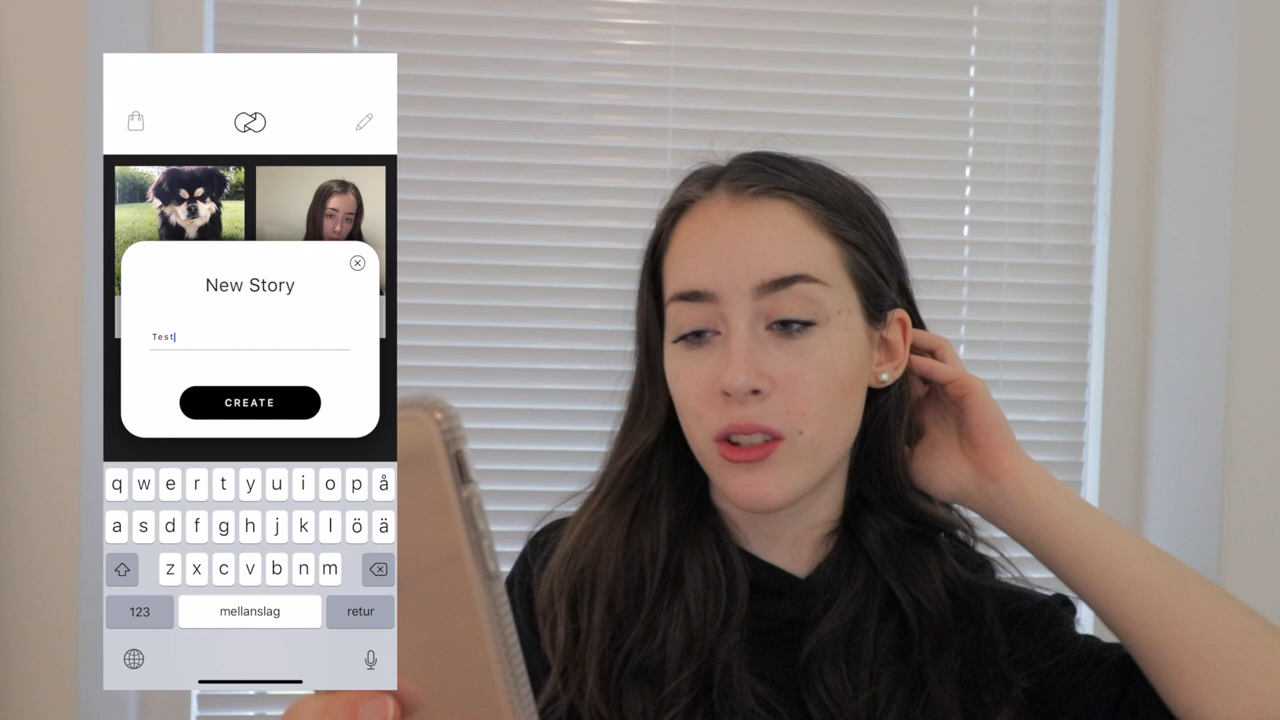 New Story
Test
CREATE
q w e r t y u i o p å
a s d f g h j k l ö ä
z x c v b n m
123 mellanslag retur